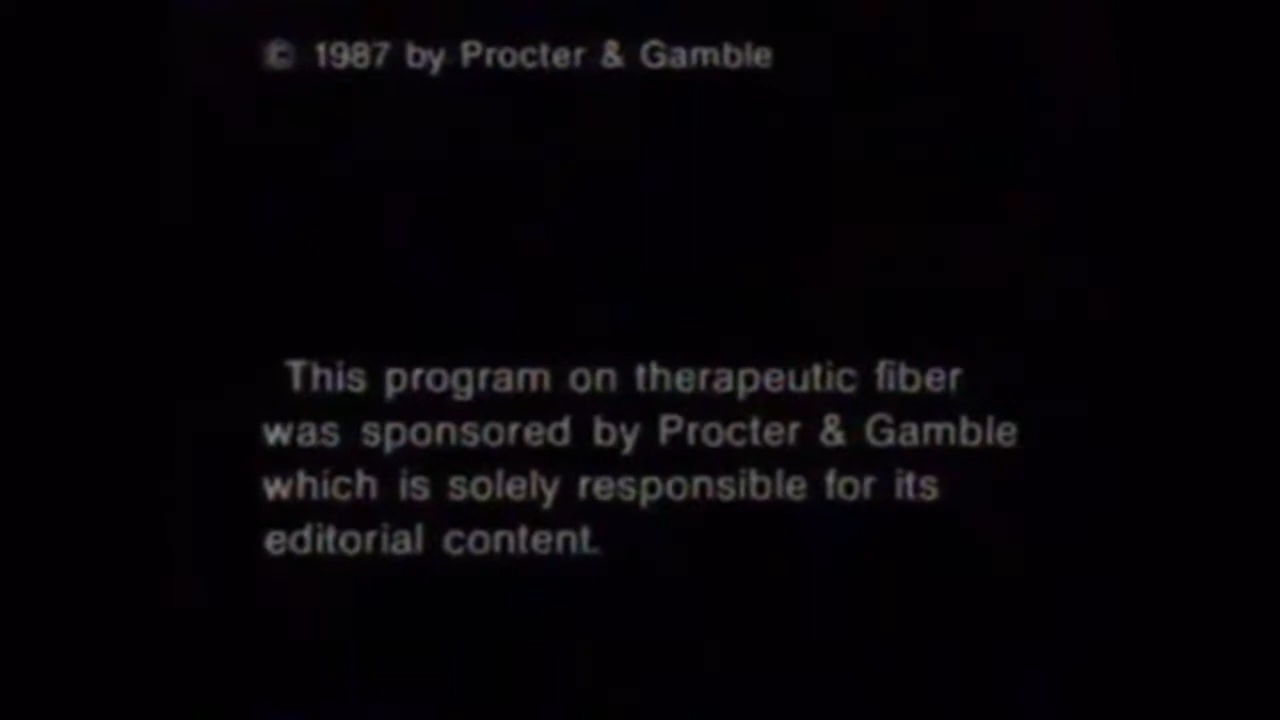 © 1987 by Procter & Gamble
This program on therapeutic fiber
was sponsored by Procter & Gamble
which is solely responsible for its
editorial content.